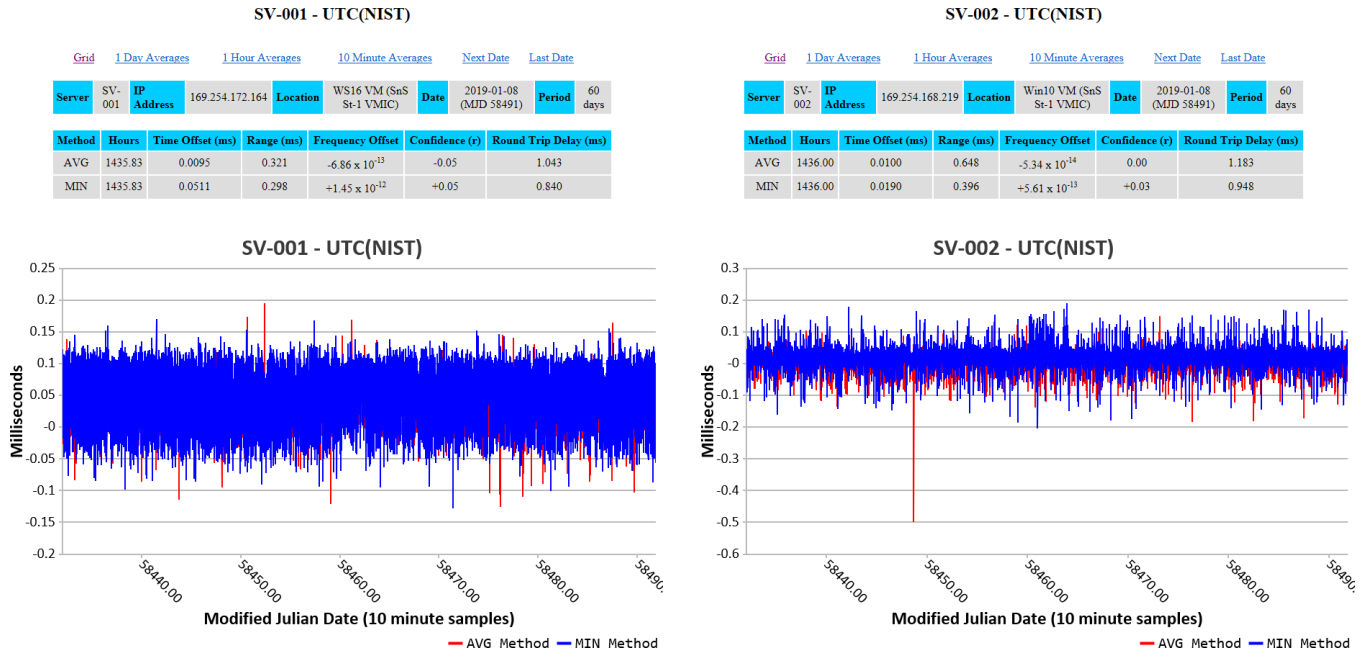 SV-001 - UTC(NIST)
Grid 1 Day Averages 1 Hour Averages 10 Minute Averages Next Date Last Date
Server SV-001 IP Address 169.254.172.164 Location WS16 VM (SnS St-1 VMIC) Date 2019-01-08 (MJD 58491) Period 60 days
Method Hours Time Offset (ms) Range (ms) Frequency Offset Confidence (r) Round Trip Delay (ms)
AVG 1435.83 0.0095 0.321 -6.86 x 10-13 -0.05 1.043
MIN 1435.83 0.0511 0.298 +1.45 x 10-12 +0.05 0.840
SV-001 - UTC(NIST)
0.25
0.2
0.15
0.1
0.05
-0
-0.05
-0.1
-0.15
-0.2
Milliseconds
58440.00 58450.00 58460.00 58470.00 58480.00 58490.
Modified Julian Date (10 minute samples)
AVG Method MIN Method
SV-002 - UTC(NIST)
Grid 1 Day Averages 1 Hour Averages 10 Minute Averages Next Date Last Date
Server SV-002 IP Address 169.254.168.219 Location Win10 VM (SnS St-1 VMIC) Date 2019-01-08 (MJD 58491) Period 60 days
Method Hours Time Offset (ms) Range (ms) Frequency Offset Confidence (r) Round Trip Delay (ms)
AVG 1436.00 0.0100 0.648 -5.34 x 10-14 0.00 1.183
MIN 1436.00 0.0190 0.396 +5.61 x 10-13 +0.03 0.948
SV-002 - UTC(NIST)
0.3
0.2
0.1
-0
-0.1
-0.2
-0.3
-0.4
-0.5
-0.6
Milliseconds
58440.00 58450.00 58460.00 58470.00 58480.00 58490.
Modified Julian Date (10 minute samples)
AVG Method MIN Method